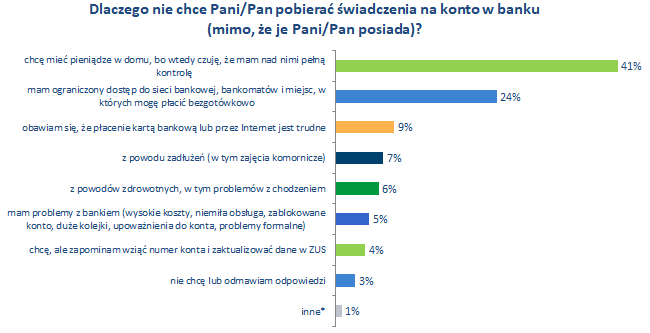 Dlaczego nie chce Pani/Pan pobierać świadczenia na konto w banku
(mimo, że je Pani/Pan posiada)?
chcę mieć pieniądze w domu, bo wtedy czuję, że mam nad nimi pełną
kontrolę
41%
mam ograniczony dostęp do sieci bankowej, bankomatów i miejsc, w
których mogę płacić bezgotówkowo
24%
obawiam się, że płacenie kartą bankową lub przez Internet jest trudne
9%
z powodu zadłużeń (w tym zajęcia komornicze)
7%
z powodów zdrowotnych, w tym problemów z chodzeniem
6%
mam problemy z bankiem (wysokie koszty, niemiła obsługa, zablokowane
konto, duże kolejki, upoważnienia do konta, problemy formalne)
5%
chcę, ale zapominam wziąć numer konta i zaktualizować dane w ZUS
4%
nie chcę lub odmawiam odpowiedzi
3%
inne*
1%